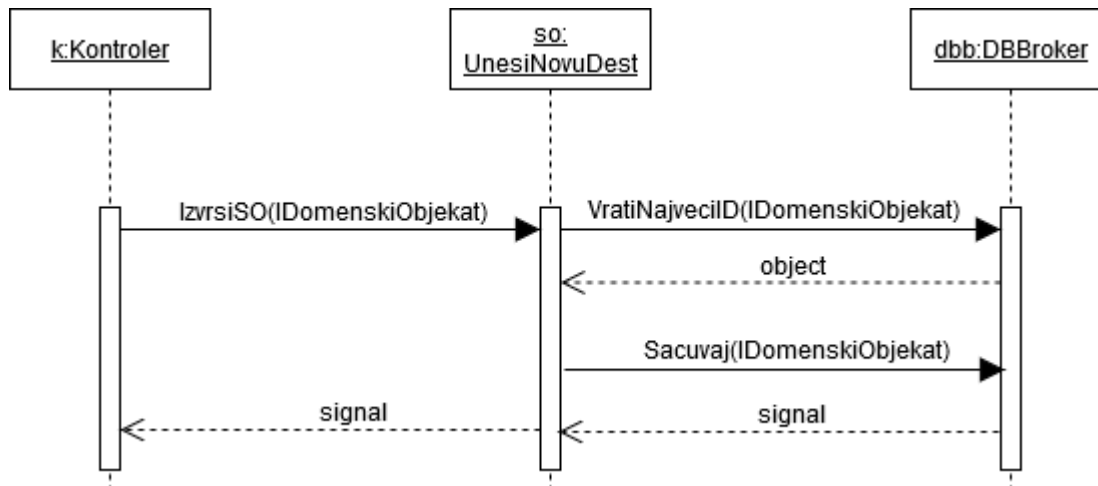 k:Kontroler
so:
UnesiNovuDest
dbb:DBBroker
IzvrsiSO(IDomenskiObjekat)
VratiNajveciID(IDomenskiObjekat)
object
Sacuvaj(IDomenskiObjekat)
signal
signal